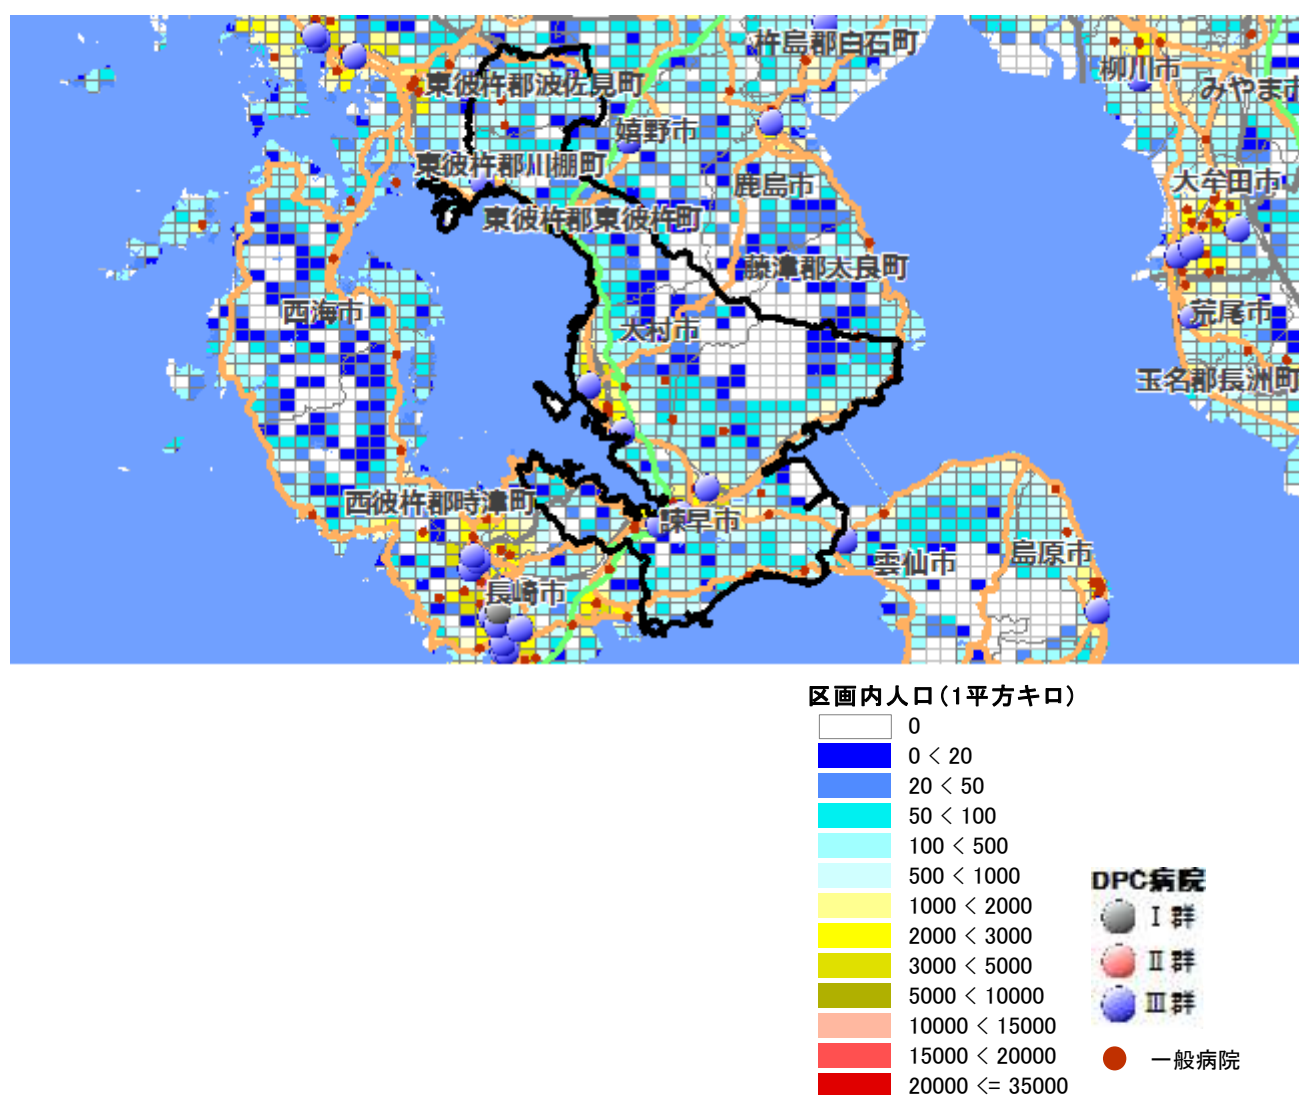 杵島郡白石町
柳川市
東彼杵郡波佐見町
みやま市
嬉野市
東彼杵郡川棚町
鹿島市
大牟田市
東彼杵郡東彼杵町
藤津郡太良町
西海市
大村市
荒尾市
玉名郡長洲町
西彼杵郡時津町
諫早市
雲仙市
島原市
長崎市
区画内人口(1平方キロ)
0
0 < 20
20 < 50
50 < 100
100 < 500
500 < 1000
1000 < 2000
2000 < 3000
3000 < 5000
5000 < 10000
10000 < 15000
15000 < 20000
20000 <= 35000
DPC病院
Ⅰ群
Ⅱ群
Ⅲ群
一般病院